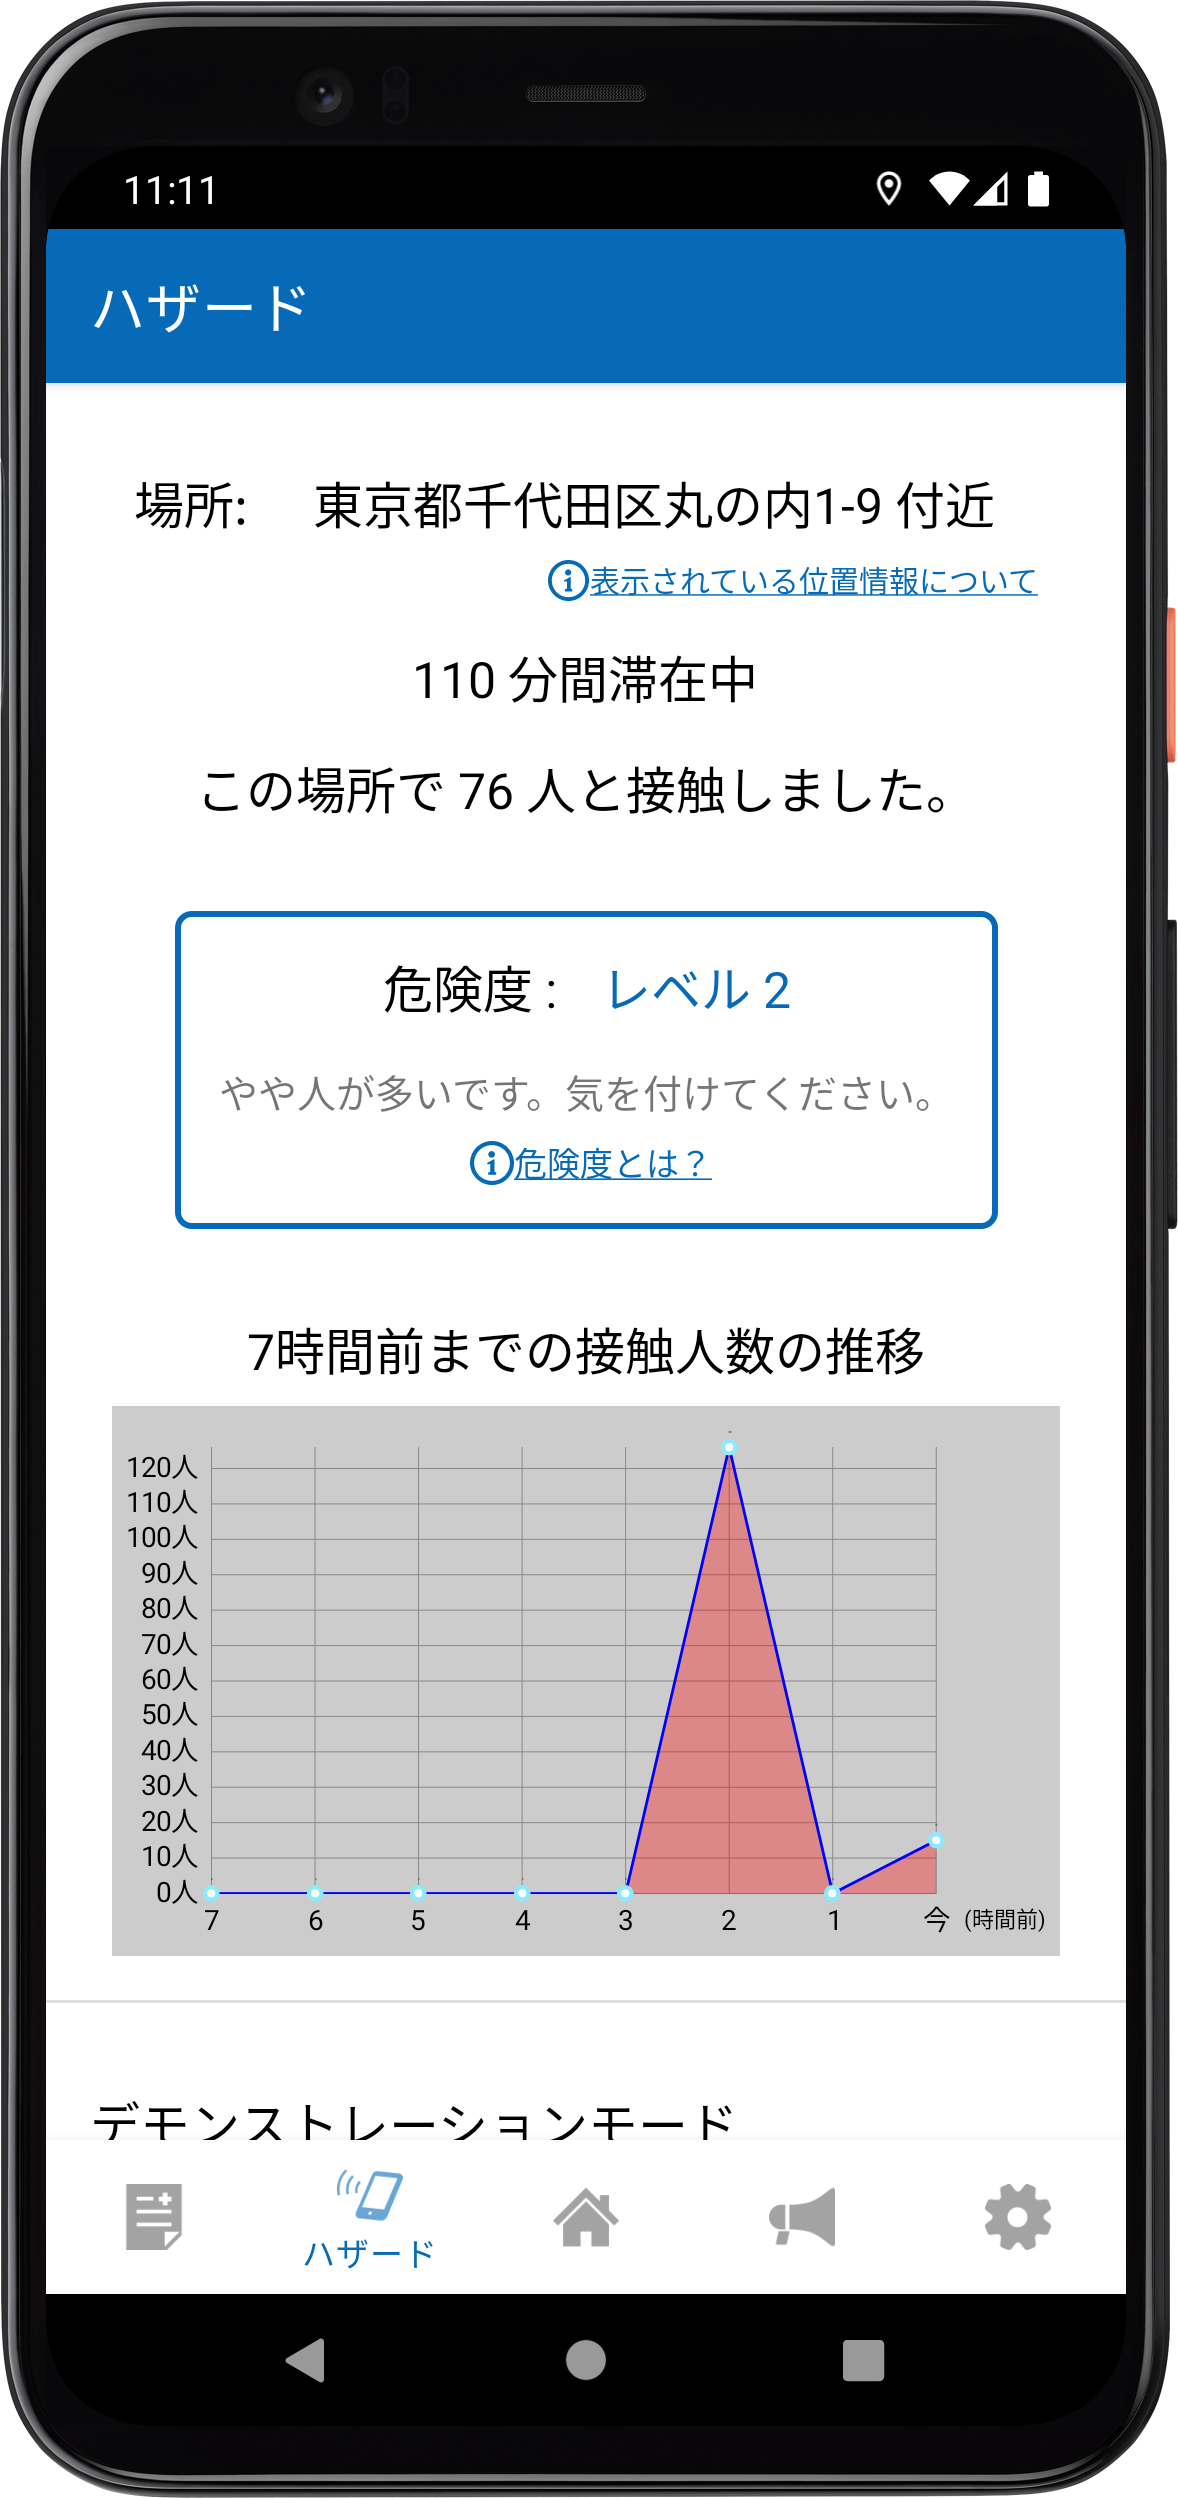 11:11
ハザード
場所: 東京都千代田区丸の内1-9 付近
表示されている位置情報について
110 分間滞在中
この場所で 76 人と接触しました。
危険度 : レベル 2
やや人が多いです。気を付けてください。
危険度とは？
7時間前までの接触人数の推移
120人
110人
100人
90人
80人
70人
60人
50人
40人
30人
20人
10人
0人
7 6 5 4 3 2 1 今 (時間前)
デモンストレーションモード
ハザード